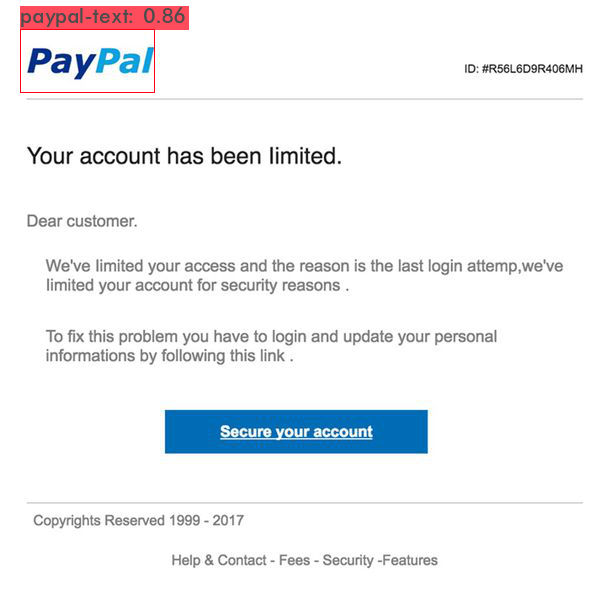 paypal-text: 0.86
PayPal
ID: #R56L6D9R406MH
Your account has been limited.
Dear customer.
We've limited your access and the reason is the last login attemp,we've
limited your account for security reasons .
To fix this problem you have to login and update your personal
informations by following this link .
Secure your account
Copyrights Reserved 1999 - 2017
Help & Contact - Fees - Security -Features